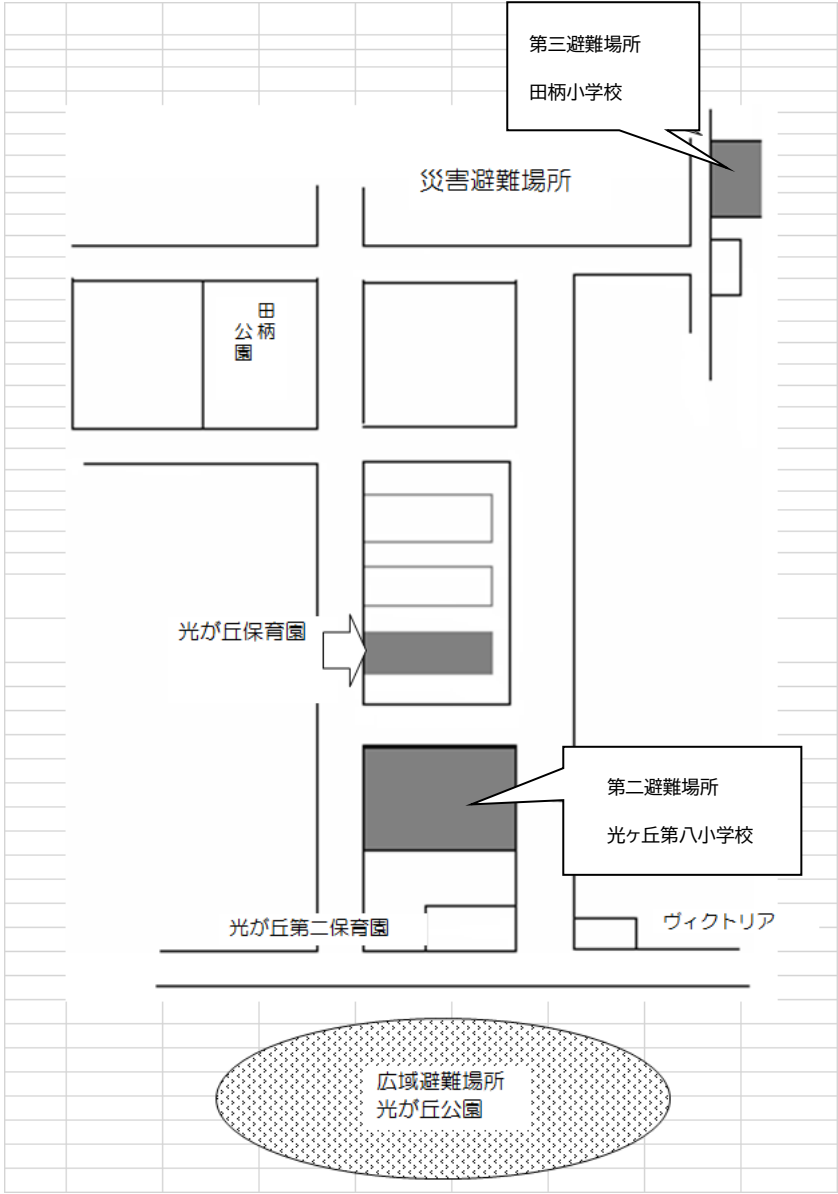 第三避難場所
田柄小学校
災害避難場所
田柄
公園
光が丘保育園
第二避難場所
光ヶ丘第八小学校
光が丘第二保育園
ヴィクトリア
広域避難場所
光が丘公園